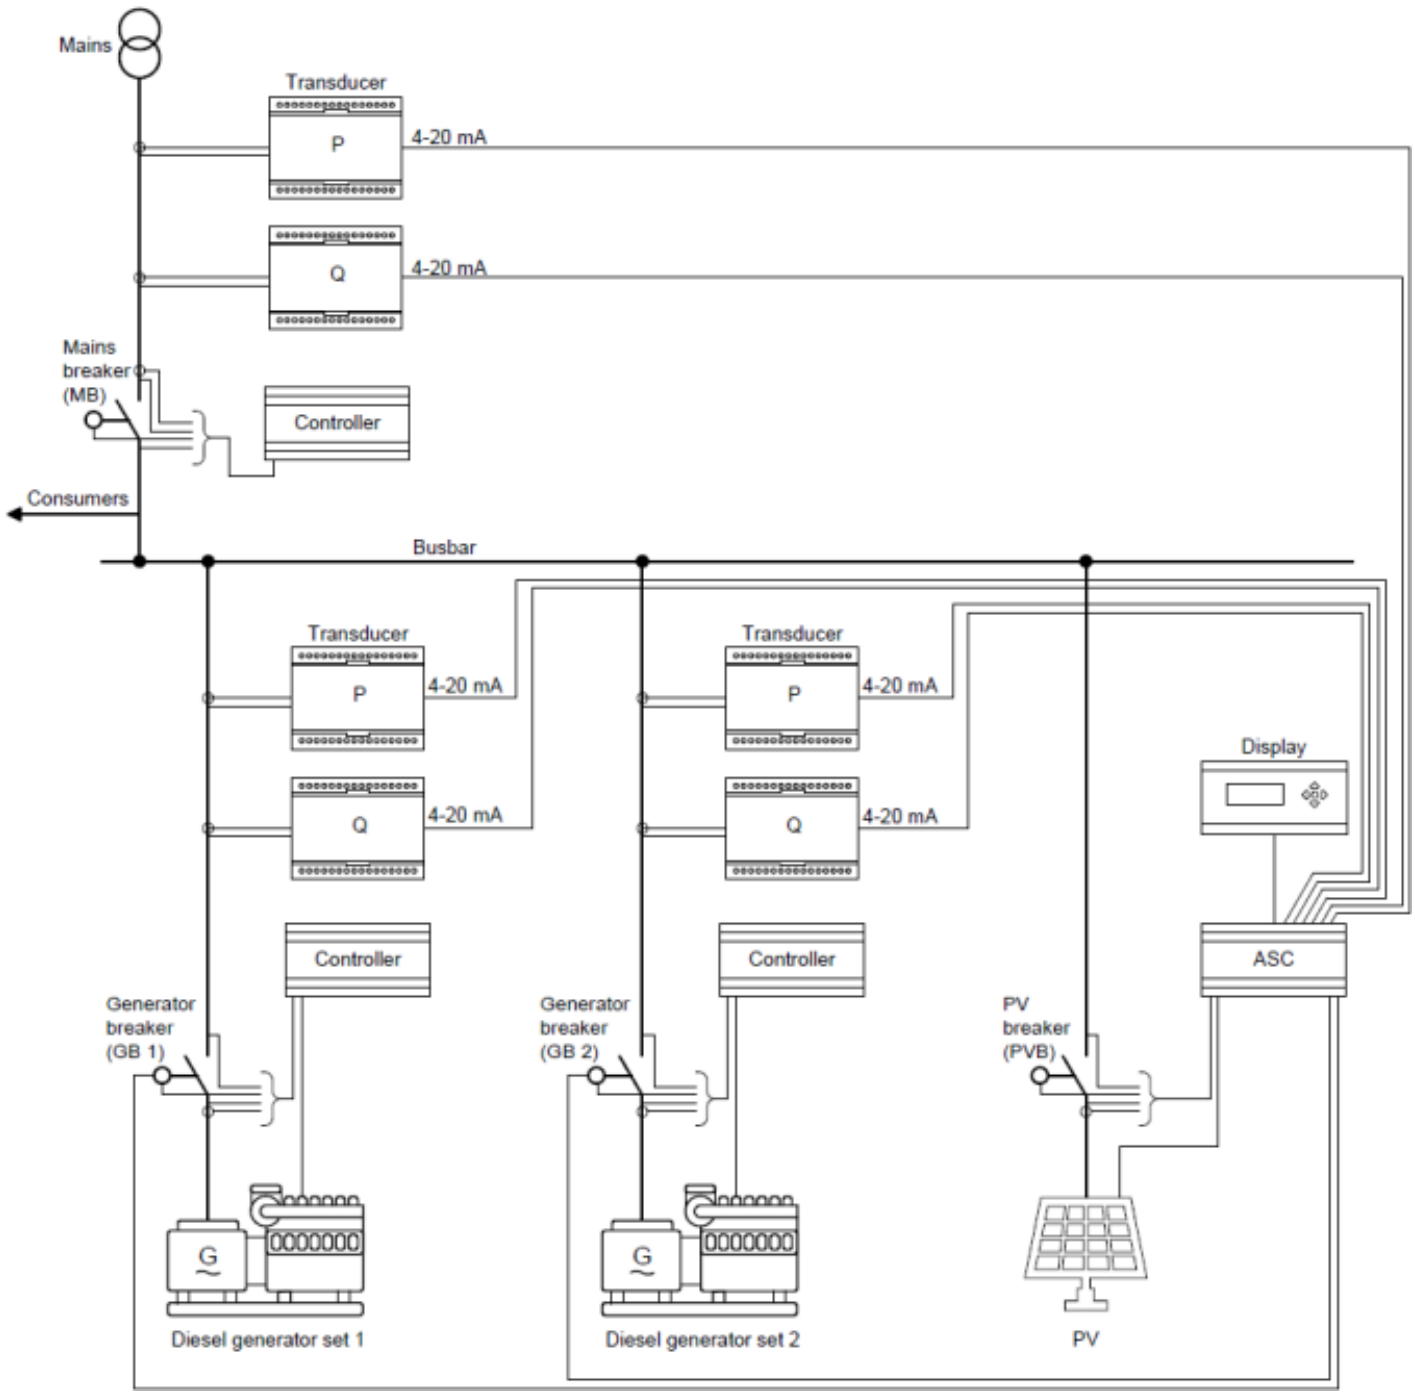 Mains
Transducer
P
4-20 mA
Q
4-20 mA
Mains
breaker
(MB)
Controller
Consumers
Busbar
Transducer
Transducer
P
4-20 mA
P
4-20 mA
Display
Q
4-20 mA
Q
4-20 mA
Controller
Controller
ASC
Generator
breaker
(GB 1)
Generator
breaker
(GB 2)
PV
breaker
(PVB)
G
G
Diesel generator set 1
Diesel generator set 2
PV